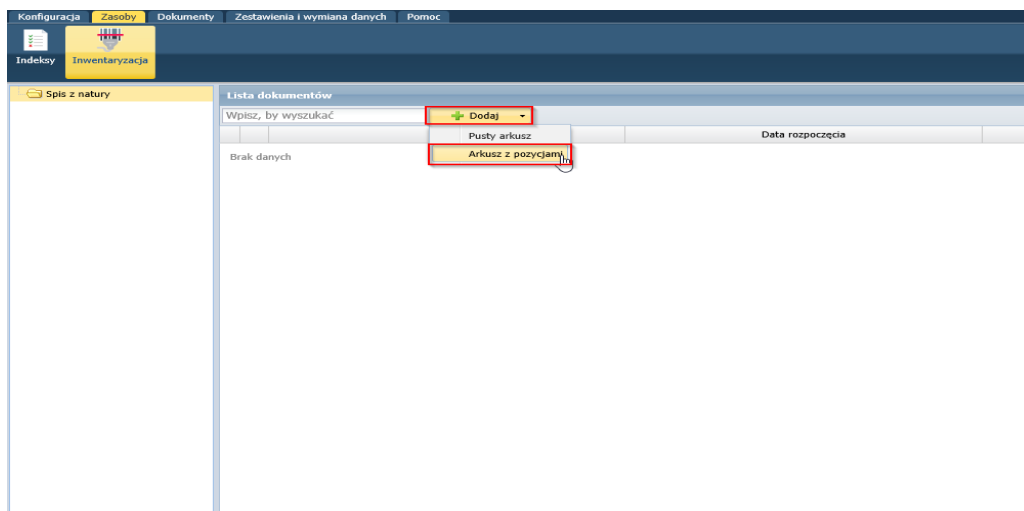 Konfiguracja Zasoby Dokumenty Zestawienia i wymiana danych Pomoc
Indeksy Inwentaryzacja
Spis z natury
Lista dokumentów
Wpisz, by wyszukać Dodaj
Pusty arkusz
Data rozpoczęcia
Brak danych
Arkusz z pozycjami